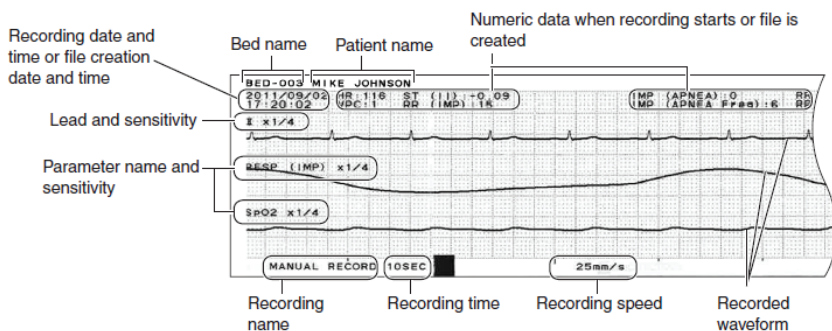 Numeric data when recording starts or file is
created
Recording date and
time or file creation
date and time
Bed name
Patient name
BED-003 MIKE JOHNSON
2011/09/02 HR:116 ST (II):-0.09 IMP (APNEA):0 RR
17:20:02 VPC:1 RR (IMP):16 IMP (APNEA Freq):6
Lead and sensitivity
II x1/4
Parameter name and
sensitivity
RESP (IMP) x1/4
SpO2 x1/4
MANUAL RECORD 10SEC 25mm/s
Recording
name
Recording time
Recording speed
Recorded
waveform